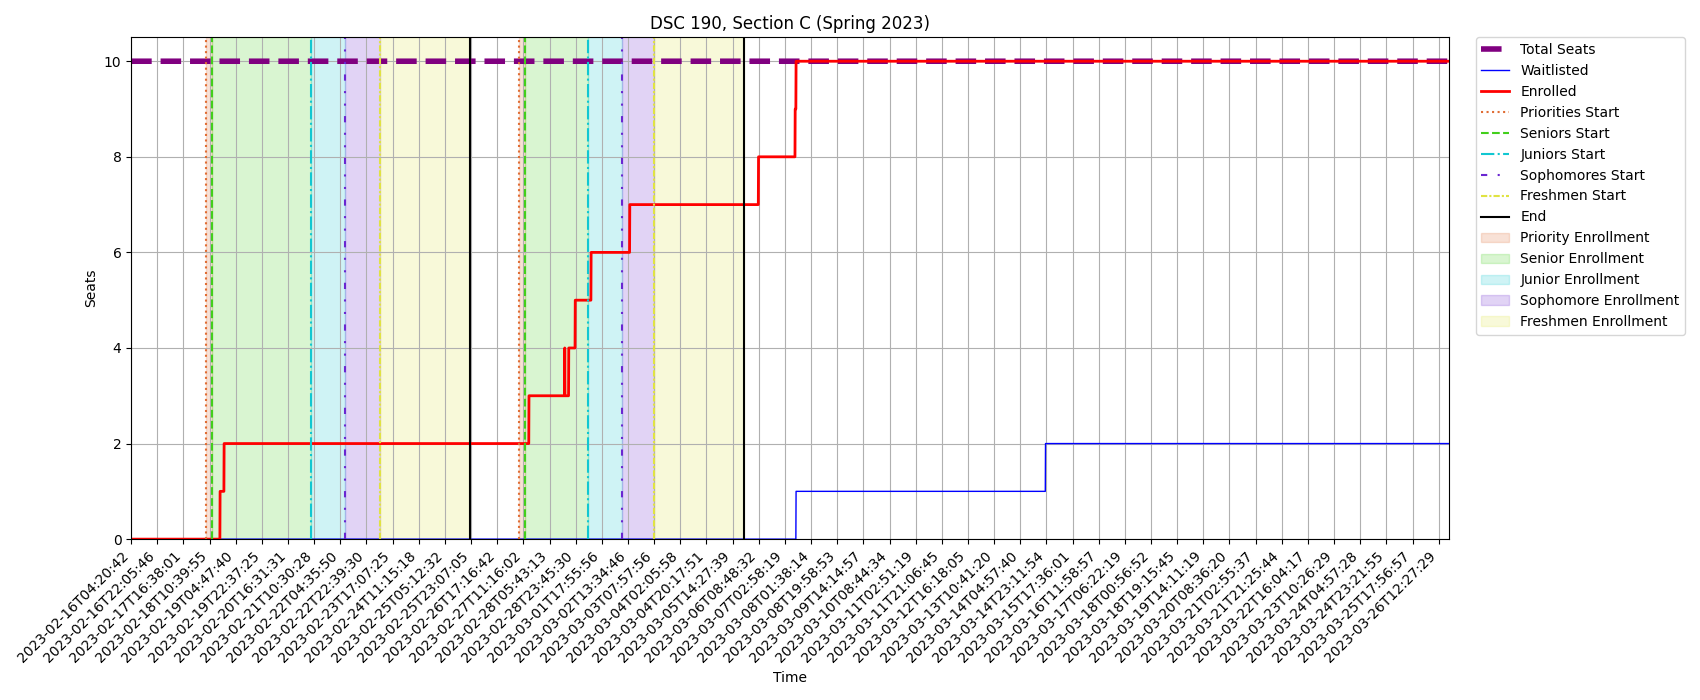 DSC 190, Section C (Spring 2023)
Seats
10
8
6
4
2
0
2023-02-16T04:20:42
2023-02-16T22:05:46
2023-02-17T16:38:01
2023-02-18T10:39:55
2023-02-19T04:47:40
2023-02-19T22:37:25
2023-02-20T16:31:31
2023-02-21T10:30:28
2023-02-22T04:35:50
2023-02-22T22:39:30
2023-02-23T17:07:25
2023-02-24T11:15:18
2023-02-25T05:12:32
2023-02-25T23:07:05
2023-02-26T17:16:42
2023-02-27T11:16:02
2023-02-28T05:43:13
2023-02-28T23:45:30
2023-03-01T17:55:56
2023-03-02T13:34:46
2023-03-03T07:57:56
2023-03-04T02:05:58
2023-03-04T20:17:51
2023-03-05T14:27:39
2023-03-06T08:48:32
2023-03-07T02:58:19
2023-03-08T01:38:14
2023-03-08T19:58:53
2023-03-09T14:14:57
2023-03-10T08:44:34
2023-03-11T02:51:19
2023-03-11T21:06:45
2023-03-12T16:18:05
2023-03-13T10:41:20
2023-03-14T04:57:40
2023-03-14T23:11:54
2023-03-15T17:36:01
2023-03-16T11:58:57
2023-03-17T06:22:19
2023-03-18T00:56:52
2023-03-18T19:15:45
2023-03-19T14:11:19
2023-03-20T08:36:20
2023-03-21T02:55:37
2023-03-21T21:25:44
2023-03-22T16:04:17
2023-03-23T10:26:29
2023-03-24T04:57:28
2023-03-24T23:21:55
2023-03-25T17:56:57
2023-03-26T12:27:29
Time
Total Seats
Waitlisted
Enrolled
Priorities Start
Seniors Start
Juniors Start
Sophomores Start
Freshmen Start
End
Priority Enrollment
Senior Enrollment
Junior Enrollment
Sophomore Enrollment
Freshmen Enrollment